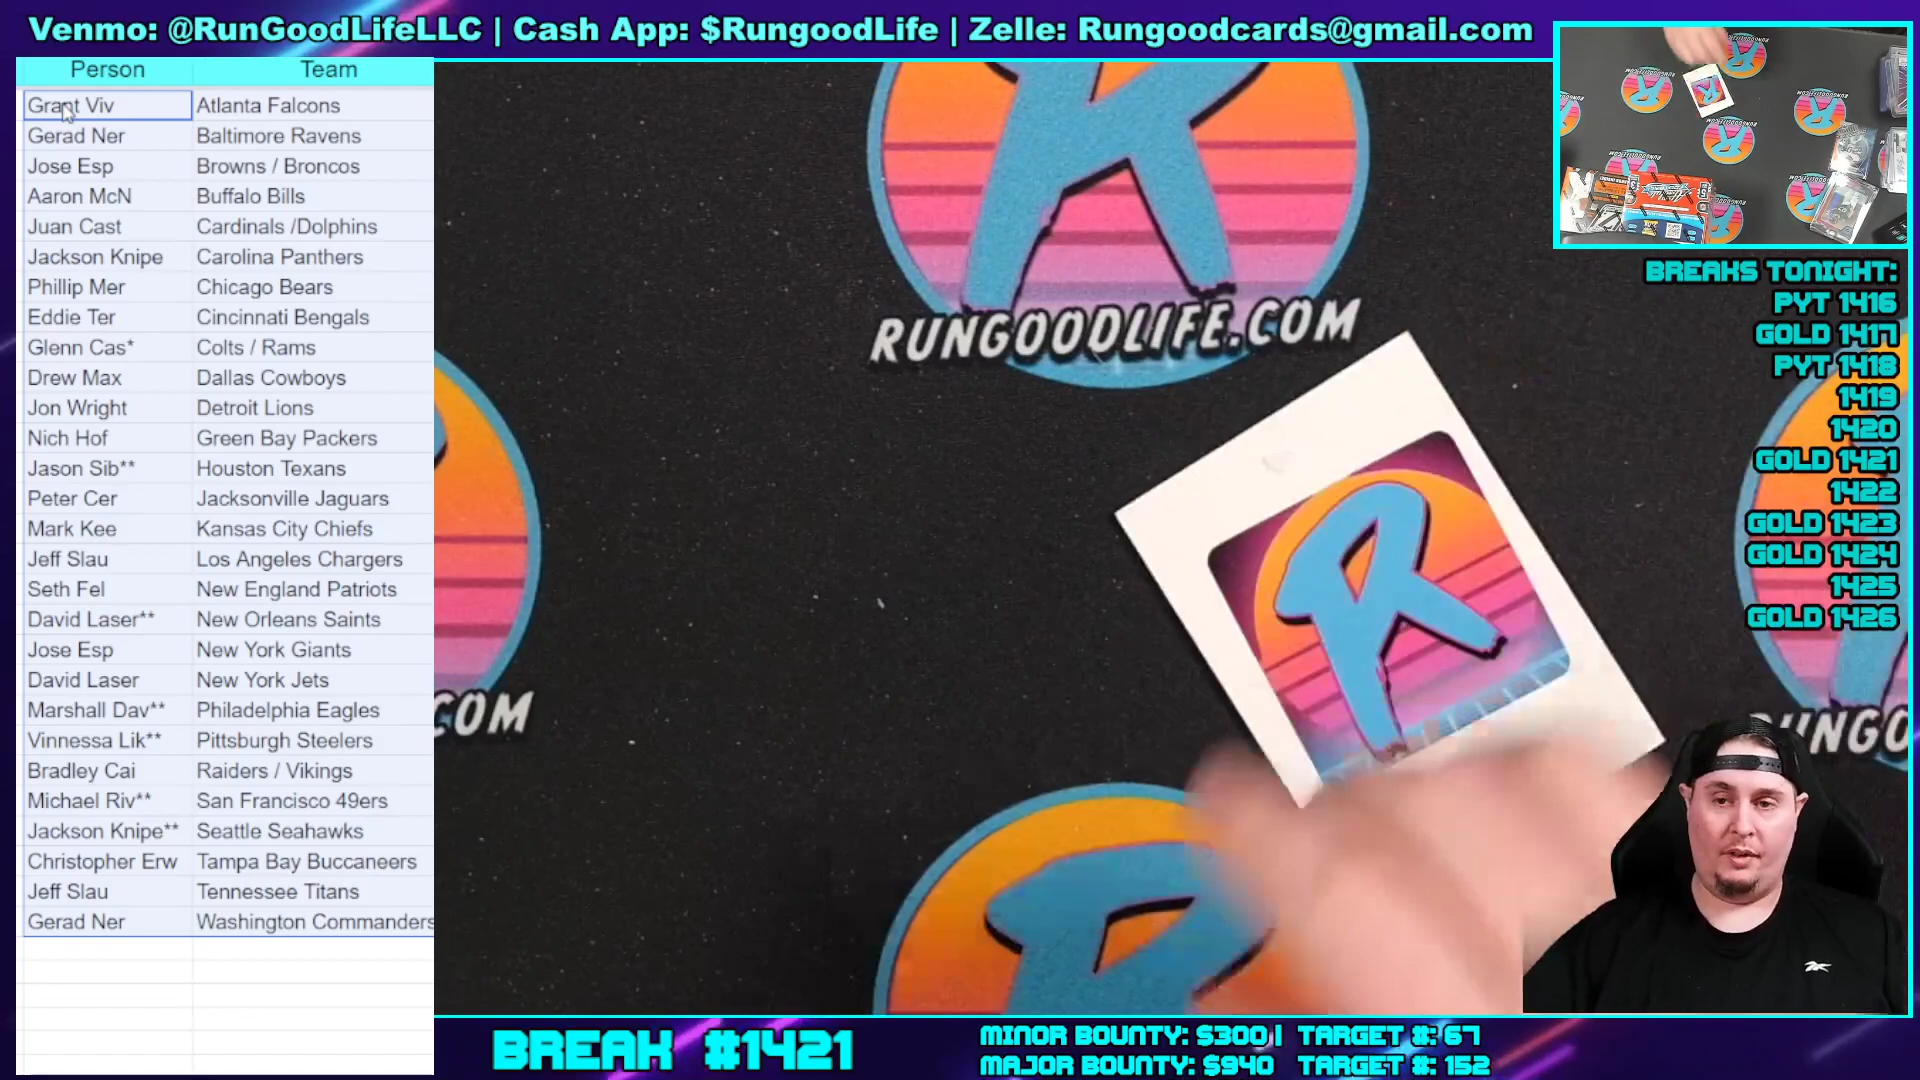 Venmo: @RunGoodLifeLLC | Cash App: $RungoodLife | Zelle: Rungoodcards@gmail.com
Person Team
Grant Viv Atlanta Falcons
Gerad Ner Baltimore Ravens
Jose Esp Browns / Broncos
Aaron McN Buffalo Bills
Juan Cast Cardinals /Dolphins
Jackson Knipe Carolina Panthers
Phillip Mer Chicago Bears
Eddie Ter Cincinnati Bengals
Glenn Cas* Colts / Rams
Drew Max Dallas Cowboys
Jon Wright Detroit Lions
Nich Hof Green Bay Packers
Jason Sib** Houston Texans
Peter Cer Jacksonville Jaguars
Mark Kee Kansas City Chiefs
Jeff Slau Los Angeles Chargers
Seth Fel New England Patriots
David Laser** New Orleans Saints
Jose Esp New York Giants
David Laser New York Jets
Marshall Dav** Philadelphia Eagles
Vinnessa Lik** Pittsburgh Steelers
Bradley Cai Raiders / Vikings
Michael Riv** San Francisco 49ers
Jackson Knipe** Seattle Seahawks
Christopher Erw Tampa Bay Buccaneers
Jeff Slau Tennessee Titans
Gerad Ner Washington Commanders
R
RUNGOODLIFE.COM
COM
R
R
UNGO
BREAKS TONIGHT:
PYT 1416
GOLD 1417
PYT 1418
1419
1420
GOLD 1421
1422
GOLD 1423
GOLD 1424
1425
GOLD 1426
BREAK #1421
MINOR BOUNTY: $300 | TARGET #: 67
MAJOR BOUNTY: $940 TARGET #: 152